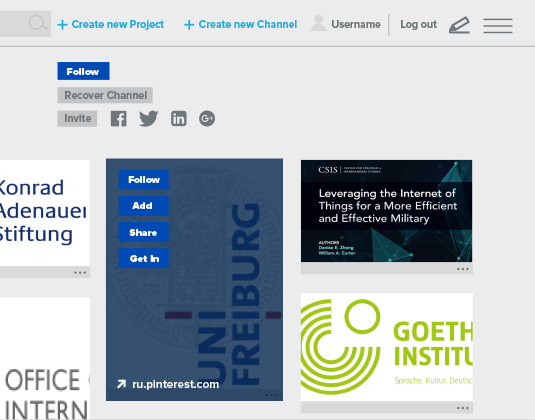 Create new Project
Create new Channel
Username
Log out
Follow
Recover Channel
Invite
Konrad
Adenauer
Stiftung
Follow
Add
Share
Get In
UNI
FREIBURG
ru.pinterest.com
CSIS
Leveraging the Internet of
Things for a More Efficient
and Effective Military
AUTHORS
Denise E. Zheng
William A. Carter
OFFICE
INTERN
GOETH
INSTITU
Sprache. Kultur. Deutsc